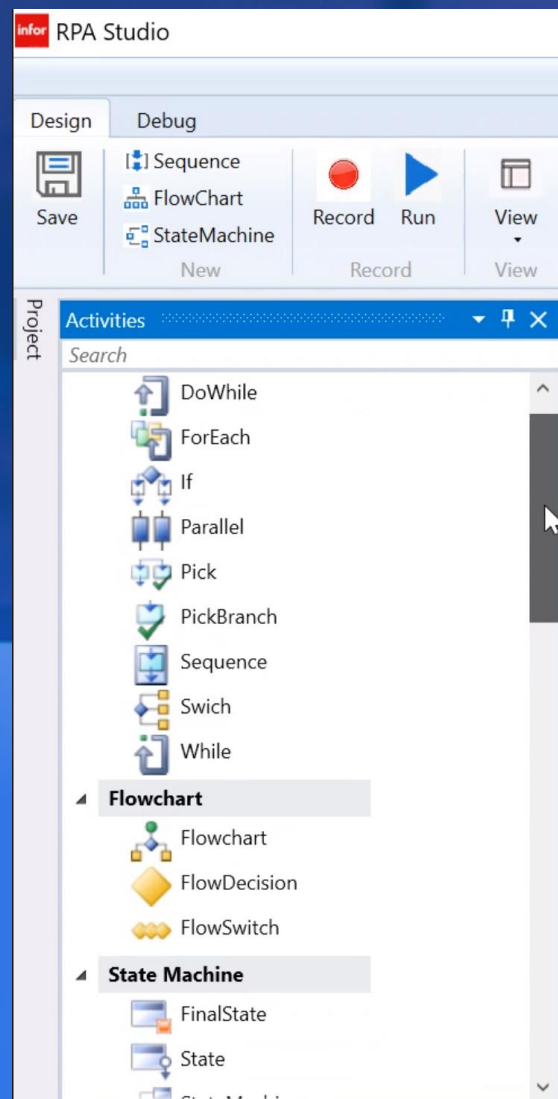 infor RPA Studio
Design Debug
Save
Sequence
FlowChart
StateMachine
New
Record Run
Record
View
View
Project
Activities
Search
DoWhile
ForEach
If
Parallel
Pick
PickBranch
Sequence
Swich
While
Flowchart
Flowchart
FlowDecision
FlowSwitch
State Machine
FinalState
State